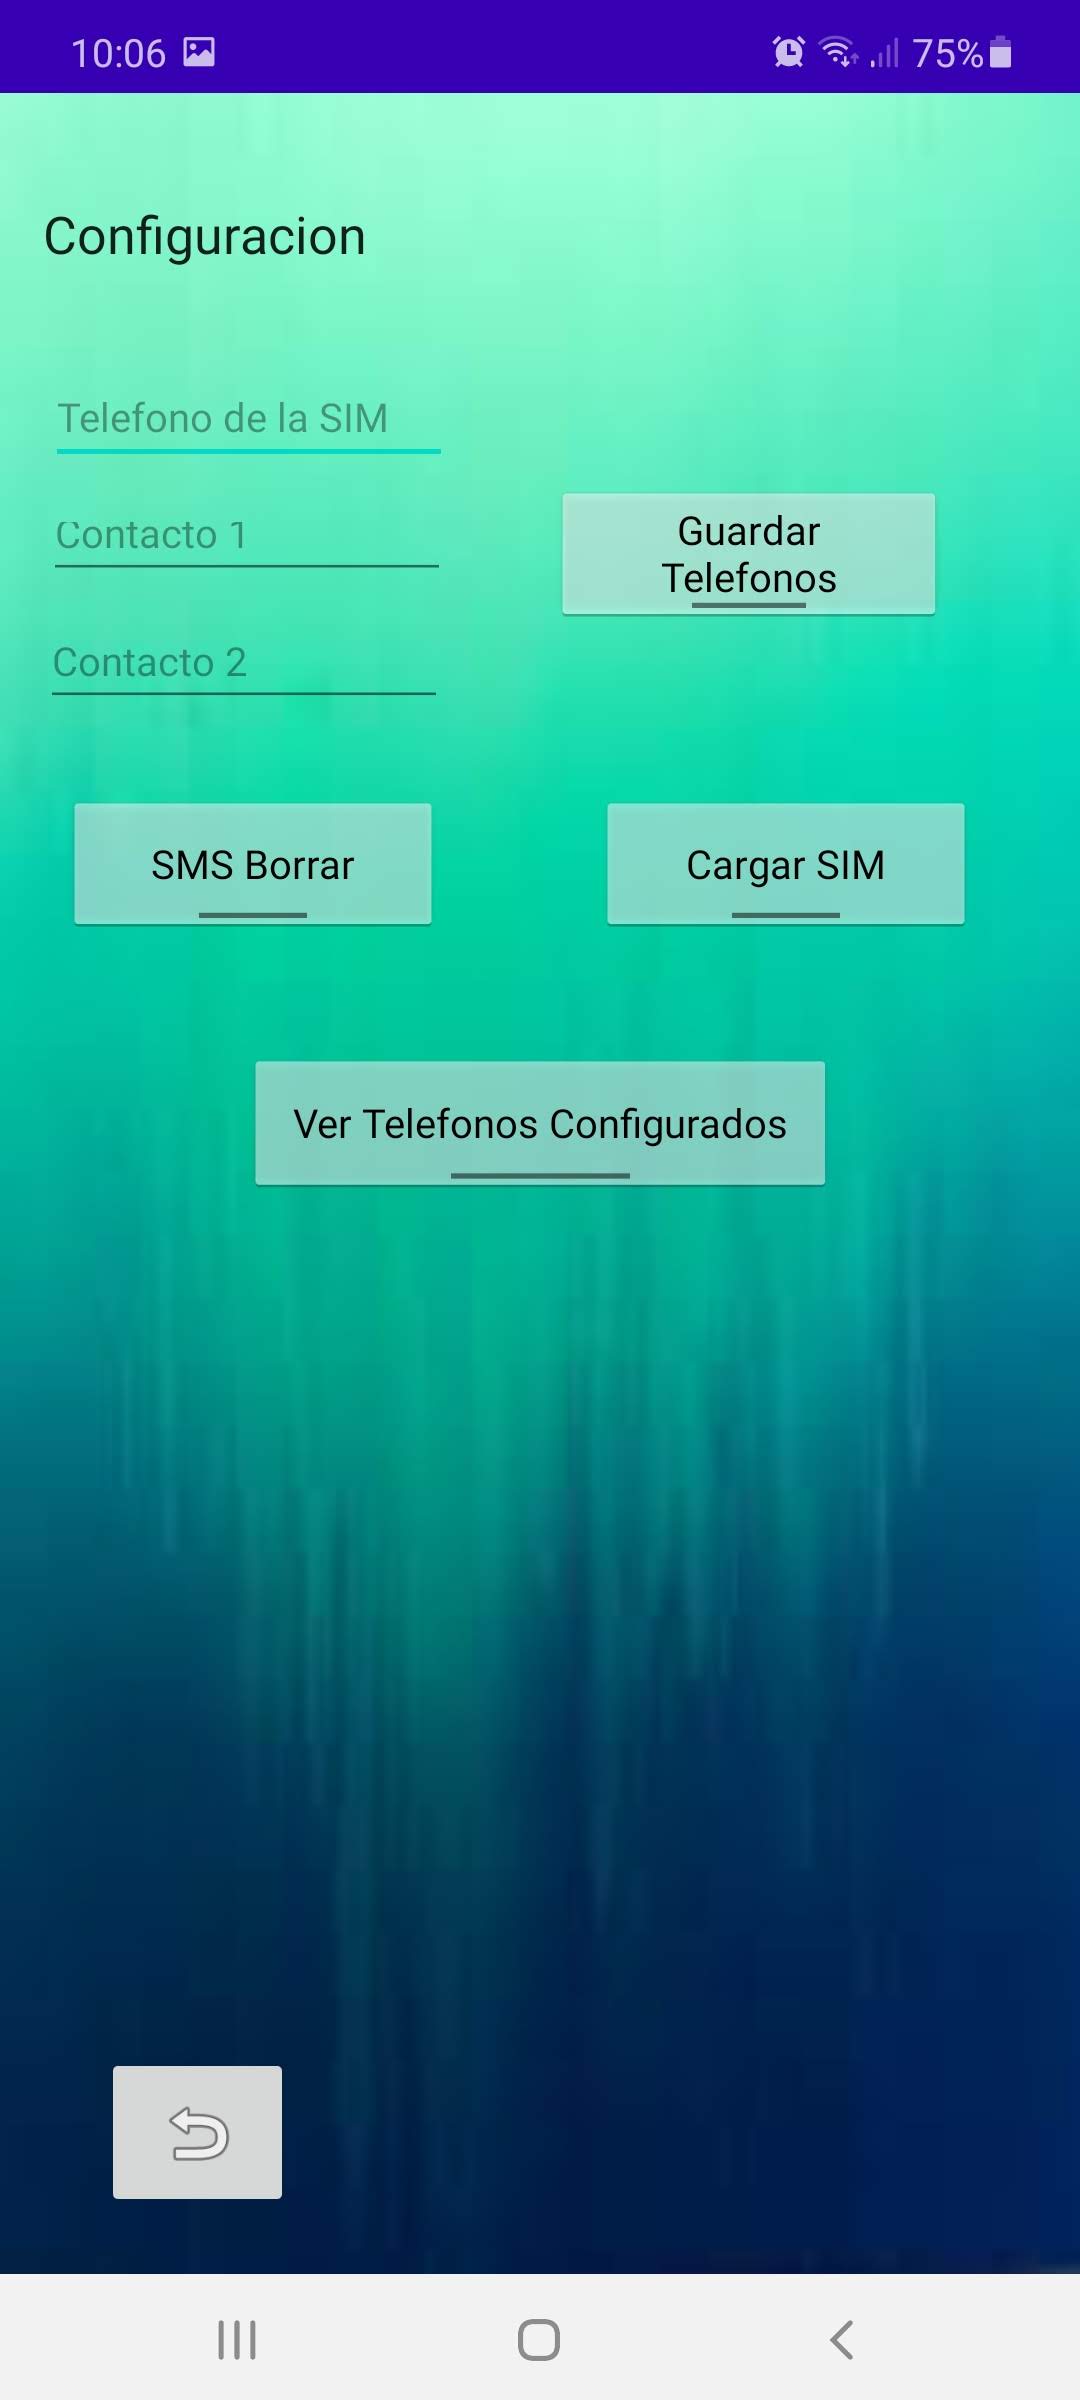 10:06 75%
Configuracion
Telefono de la SIM
Contacto 1
Guardar
Telefonos
Contacto 2
SMS Borrar
Cargar SIM
Ver Telefonos Configurados